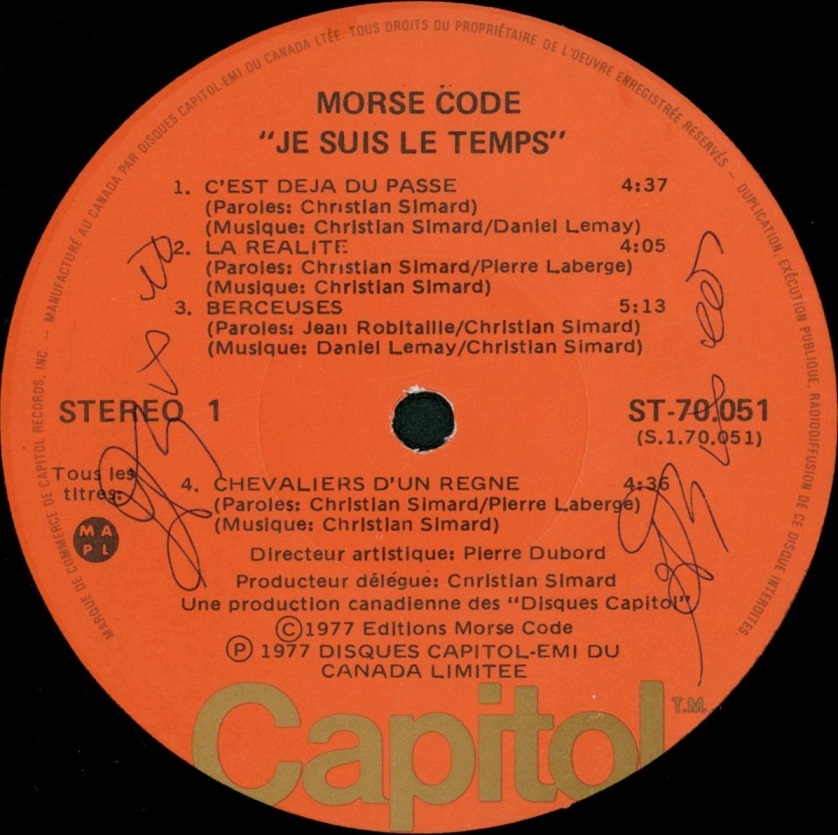 MARQUE DE COMMERCE DE CAPITOL RECORDS, INC. — MANUFACTURÉ AU CANADA PAR DISQUES CAPITOL-EMI DU CANADA LTÉE. TOUS DROITS DU PROPRIÉTAIRE DE L'OEUVRE ENREGISTRÉE RESERVÉS — DUPLICATION, EXÉCUTION PUBLIQUE, RADIODIFFUSION DE CE DISQUE INTERDITES
MORSE CODE
"JE SUIS LE TEMPS"
1. C'EST DEJA DU PASSE 4:37
(Paroles: Christian Simard)
(Musique: Christian Simard/Daniel Lemay)
2. LA REALITE 4:05
(Paroles: Christian Simard/Pierre Laberge)
(Musique: Christian Simard)
3. BERCEUSES 5:13
(Paroles: Jean Robitaille/Christian Simard)
(Musique: Daniel Lemay/Christian Simard)
STEREO 1 ST-70.051
(S.1.70.051)
Tous les
titres:
MAPL
4. CHEVALIERS D'UN REGNE 4:36
(Paroles: Christian Simard/Pierre Laberge)
(Musique: Christian Simard)
Directeur artistique: Pierre Dubord
Producteur délégué: Christian Simard
Une production canadienne des "Disques Capitol"
©1977 Editions Morse Code
℗ 1977 DISQUES CAPITOL-EMI DU
CANADA LIMITEE
Capitol T.M.